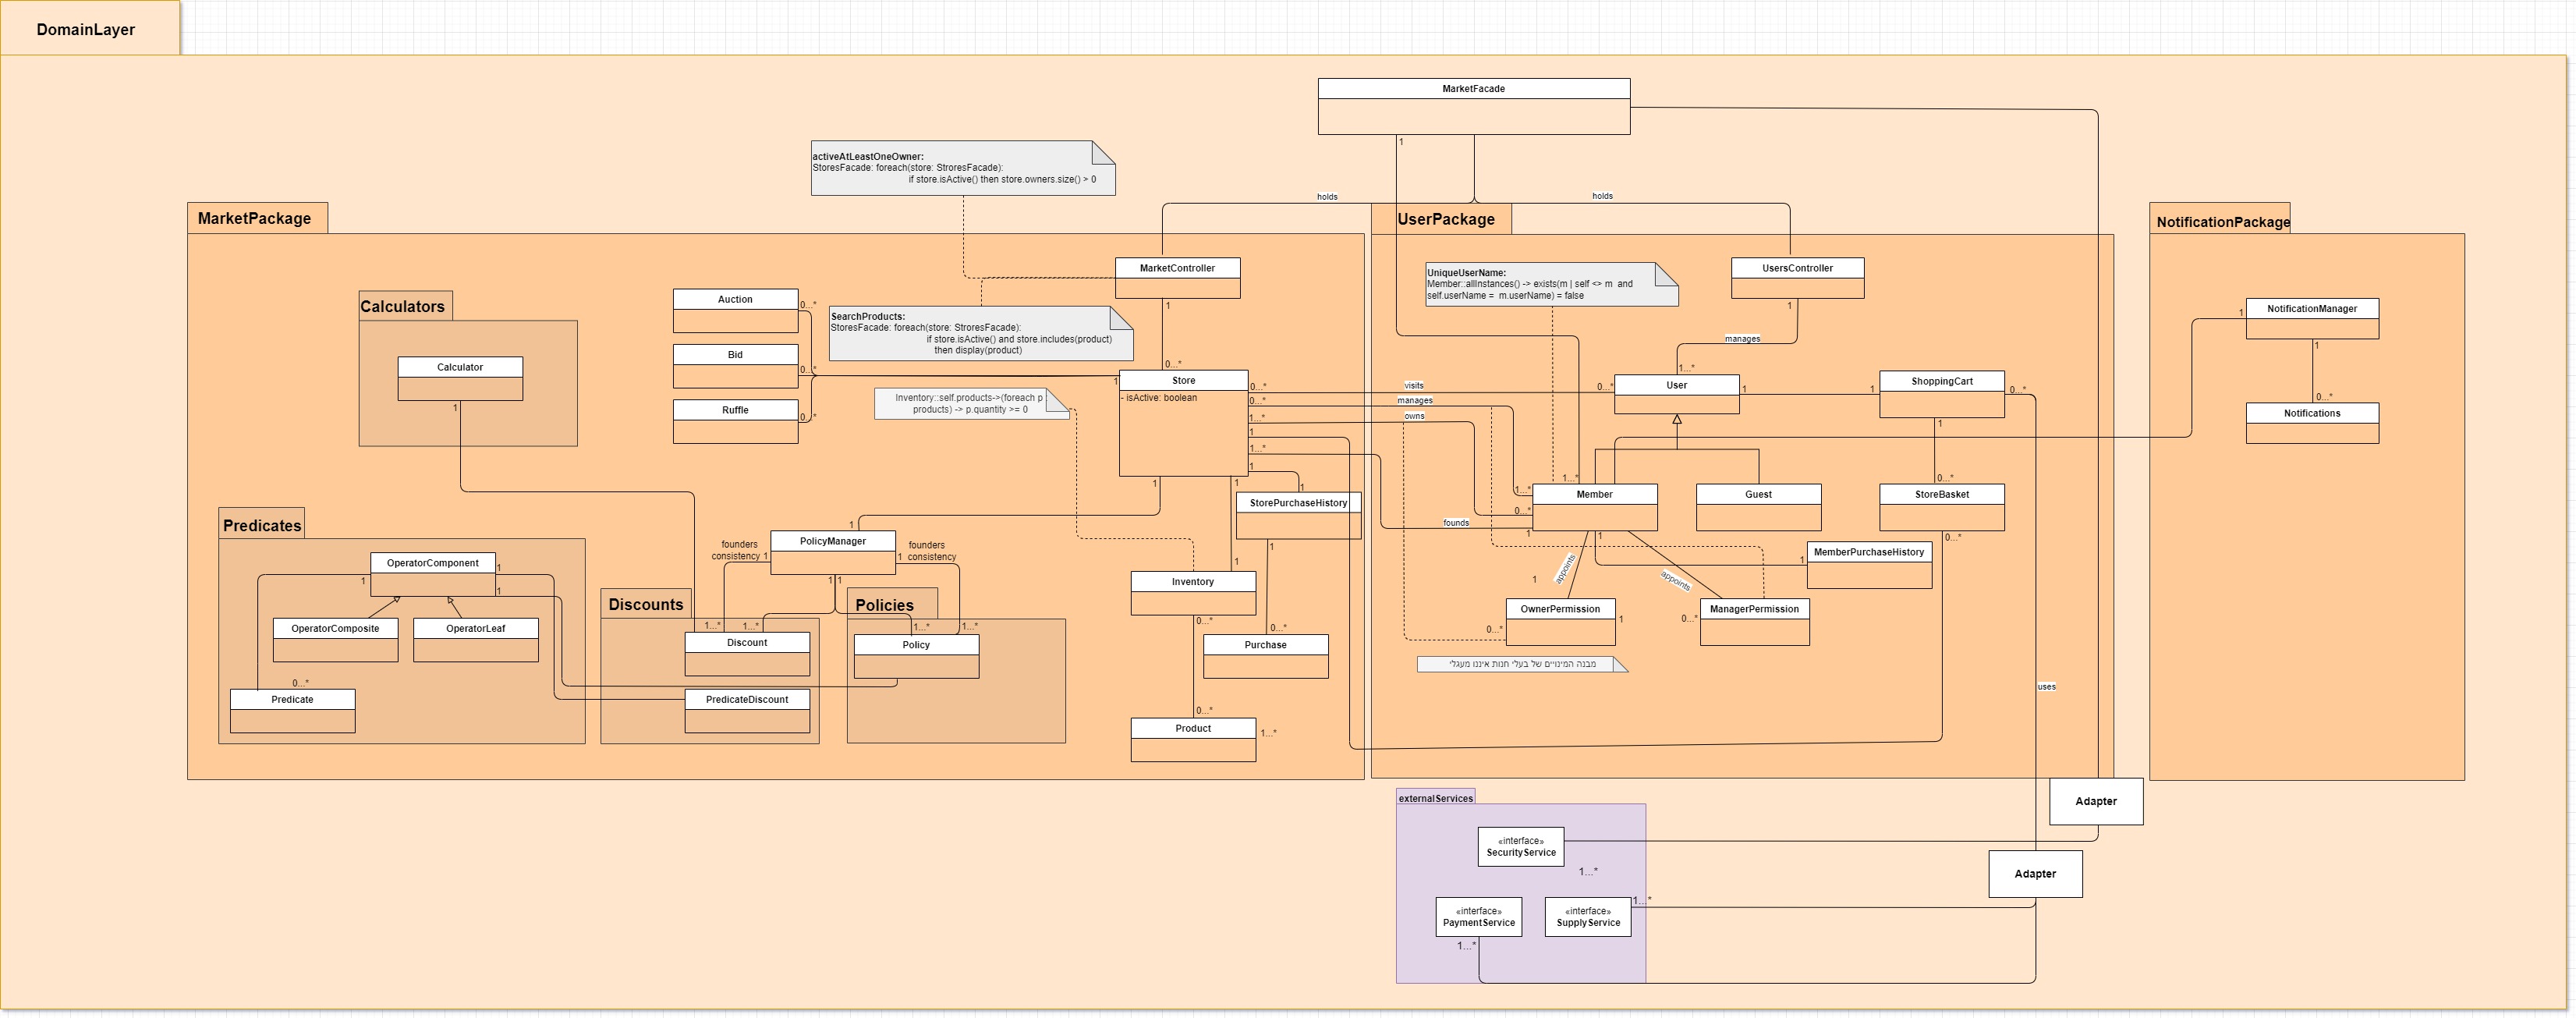 DomainLayer
MarketFacade
1
activeAtLeastOneOwner:
StoresFacade: foreach(store: StroresFacade):
if store.isActive() then store.owners.size() > 0
holds
holds
MarketPackage
UserPackage
NotificationPackage
MarketController
1
UsersController
1
UniqueUserName:
Member::allInstances() -> exists(m | self <> m and
self.userName = m.userName) = false
Calculators
Calculator
1
Auction
0...*
Bid
0...*
Ruffle
0...*
SearchProducts:
StoresFacade: foreach(store: StroresFacade):
if store.isActive() and store.includes(product)
then display(product)
Inventory::self.products->(foreach p :
products) -> p.quantity >= 0
0...*
1
Store
- isActive: boolean
0...*
0...*
1...*
1
1...*
1
1
1
visits
manages
owns
founds
manages
1...*
0...*
User
1
1
ShoppingCart
0...*
1
NotificationManager
1
1
0...*
Notifications
1...*
1...*
0...*
1
Member
1
Guest
0...*
StoreBasket
0...*
1
StorePurchaseHistory
1
1
MemberPurchaseHistory
Predicates
OperatorComponent
1
1
1
OperatorComposite
OperatorLeaf
0...*
Predicate
1
PolicyManager
founders
consistency
1
founders
consistency
1
1
1
Discounts
1...*
1...*
Discount
PredicateDiscount
Policies
1...*
1...*
Policy
1
Inventory
0...*
0...*
Purchase
0...*
Product
1...*
appoints
appoints
1
OwnerPermission
1
0...*
ManagerPermission
0...*
מבנה המינויים של בעלי חנות איננו מעגלי
uses
Adapter
Adapter
externalServices
«interface»
SecurityService
1...*
«interface»
PaymentService
1...*
«interface»
SupplyService
1...*